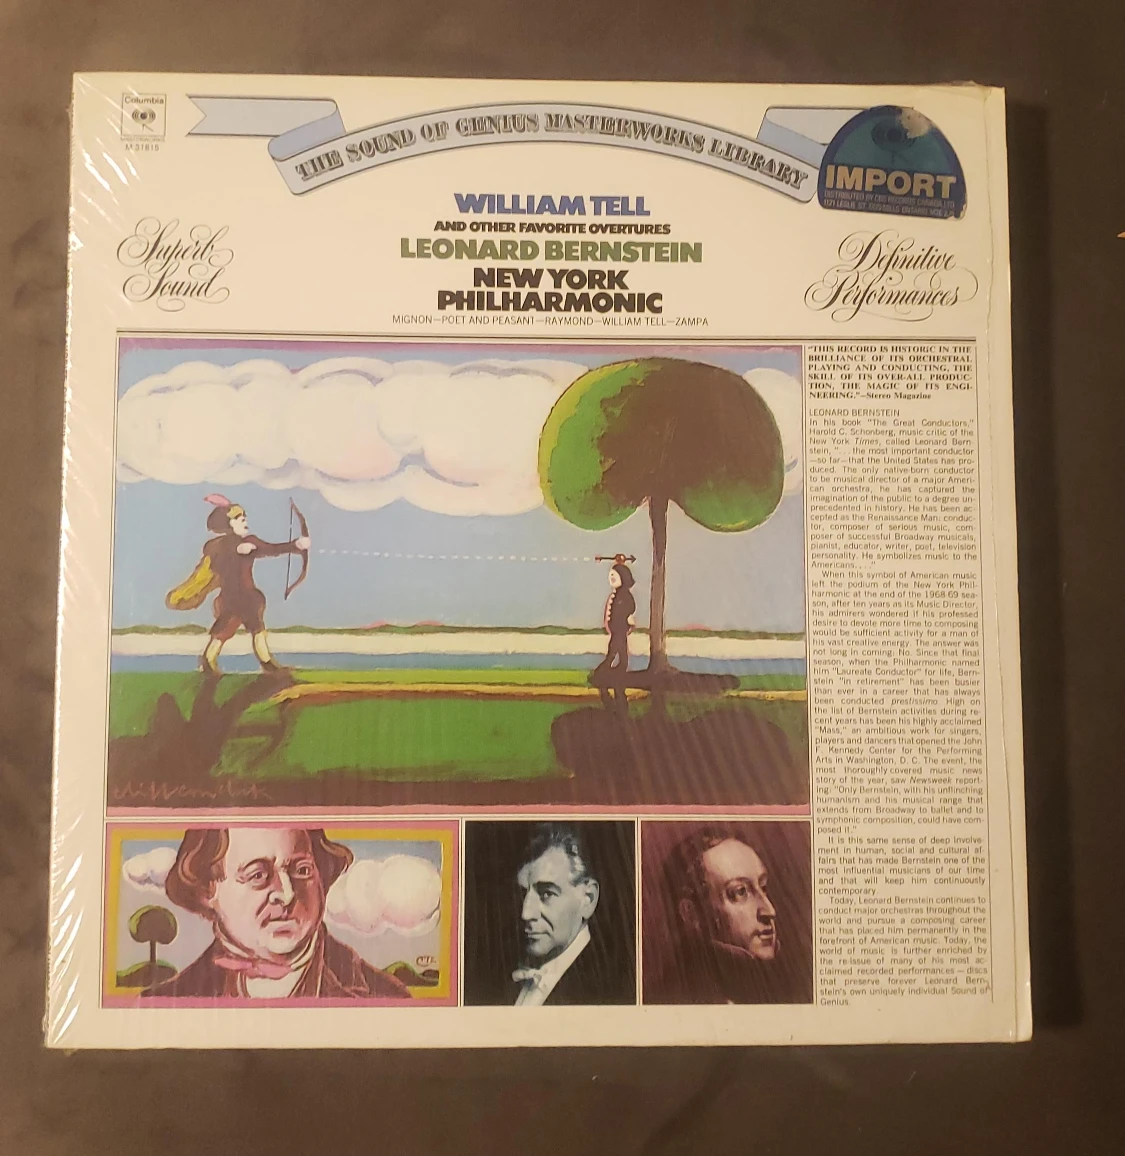 Columbia
M 31815
THE SOUND OF GENIUS MASTERWORKS LIBRARY
IMPORT
DISTRIBUTED BY CBS RECORDS CANADA LTD.
1121 LESLIE ST. DON MILLS ONTARIO
WILLIAM TELL
AND OTHER FAVORITE OVERTURES
LEONARD BERNSTEIN
NEW YORK
PHILHARMONIC
MIGNON—POET AND PEASANT—RAYMOND—WILLIAM TELL—ZAMPA
Superb
Sound
Definitive
Performances
"THIS RECORD IS HISTORIC IN THE
BRILLIANCE OF ITS ORCHESTRAL
PLAYING AND CONDUCTING, THE
SKILL OF ITS OVER-ALL PRODUC-
TION, THE MAGIC OF ITS ENGI-
NEERING."—Stereo Magazine
LEONARD BERNSTEIN
In his book "The Great Conductors,"
Harold C. Schonberg, music critic of the
New York Times, called Leonard Bern-
stein, ". . . the most important conductor
—so far—that the United States has pro-
duced. The only native-born conductor
to be musical director of a major Ameri-
can orchestra, he has captured the
imagination of the public to a degree un-
precedented in history. He has been ac-
cepted as the Renaissance Man: conduc-
tor, composer of serious music, com-
poser of successful Broadway musicals,
pianist, educator, writer, poet, television
personality. He symbolizes music to the
Americans. . . ."
When this symbol of American music
left the podium of the New York Phil-
harmonic at the end of the 1968-69 sea-
son, after ten years as its Music Director,
his admirers wondered if his professed
desire to devote more time to composing
would be sufficient activity for a man of
his vast creative energy. The answer was
not long in coming: No. Since that final
season, when the Philharmonic named
him "Laureate Conductor" for life, Bern-
stein "in retirement" has been busier
than ever in a career that has always
been conducted prestissimo. High on
the list of Bernstein activities during re-
cent years has been his highly acclaimed
"Mass," an ambitious work for singers,
players and dancers that opened the John
F. Kennedy Center for the Performing
Arts in Washington, D. C. The event, the
most thoroughly covered music news
story of the year, saw Newsweek report-
ing: "Only Bernstein, with his unflinching
humanism and his musical range that
extends from Broadway to ballet and to
symphonic composition, could have com-
posed it."
It is this same sense of deep involve-
ment in human, social and cultural af-
fairs that has made Bernstein one of the
most influential musicians of our time
and that will keep him continuously
contemporary.
Today, Leonard Bernstein continues to
conduct major orchestras throughout the
world and pursue a composing career
that has placed him permanently in the
forefront of American music. Today, the
world of music is further enriched by
the re-issue of many of his most ac-
claimed recorded performances — discs
that preserve forever Leonard Bern-
stein's own uniquely individual Sound of
Genius.